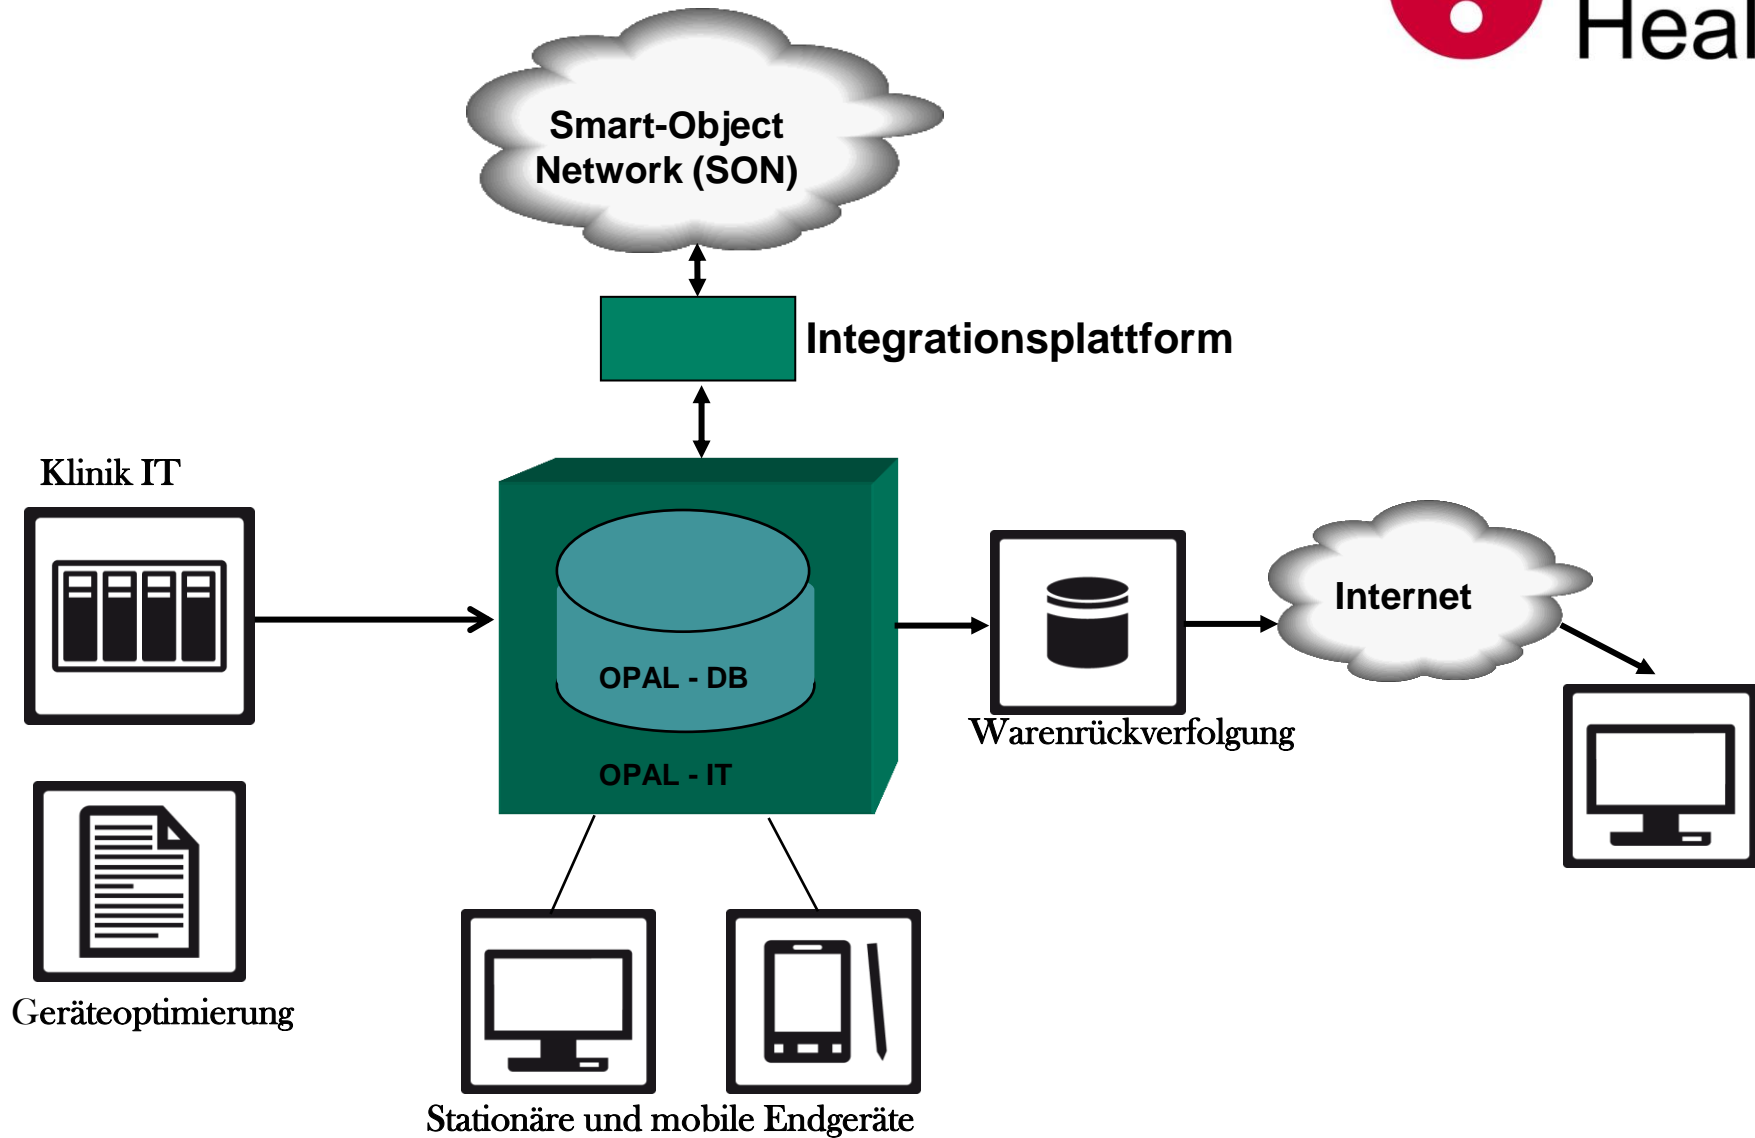 Heal
Smart-Object
Network (SON)
Integrationsplattform
Klinik IT
Internet
OPAL - DB
Warenrückverfolgung
OPAL - IT
Geräteoptimierung
Stationäre und mobile Endgeräte